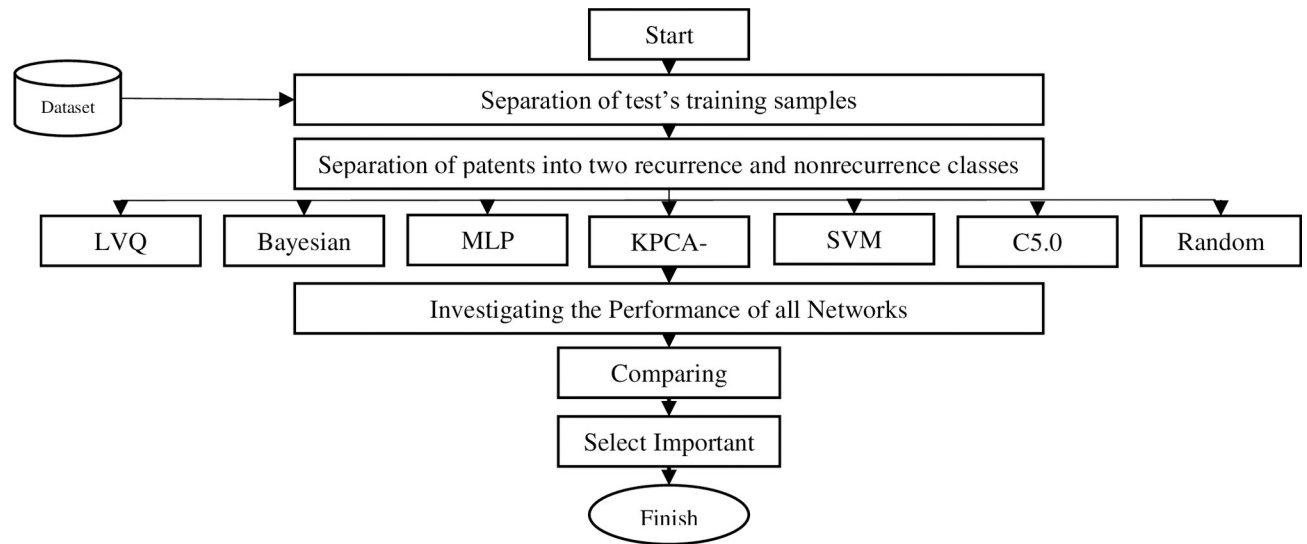 Start
Dataset
Separation of test's training samples
Separation of patents into two recurrence and nonrecurrence classes
LVQ
Bayesian
MLP
KPCA-
SVM
C5.0
Random
Investigating the Performance of all Networks
Comparing
Select Important
Finish